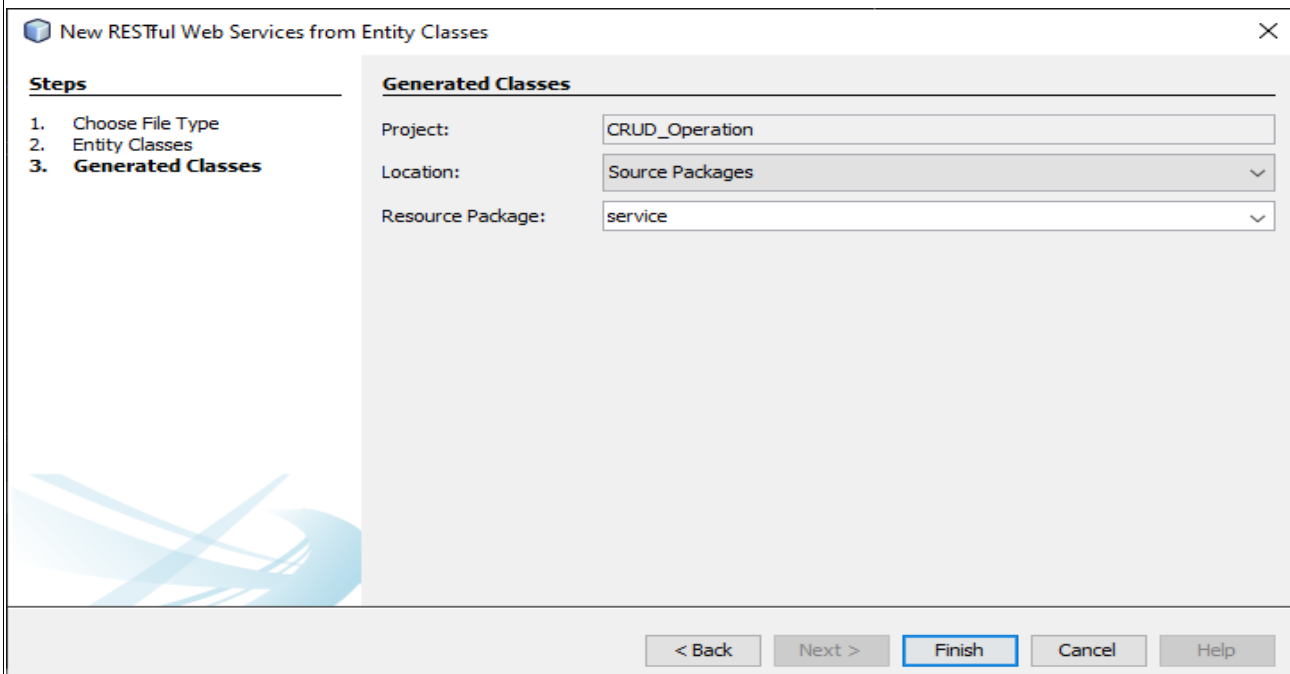 New RESTful Web Services from Entity Classes
Steps
1. Choose File Type
2. Entity Classes
3. Generated Classes
Generated Classes
Project: CRUD_Operation
Location: Source Packages
Resource Package: service
< Back Next > Finish Cancel Help